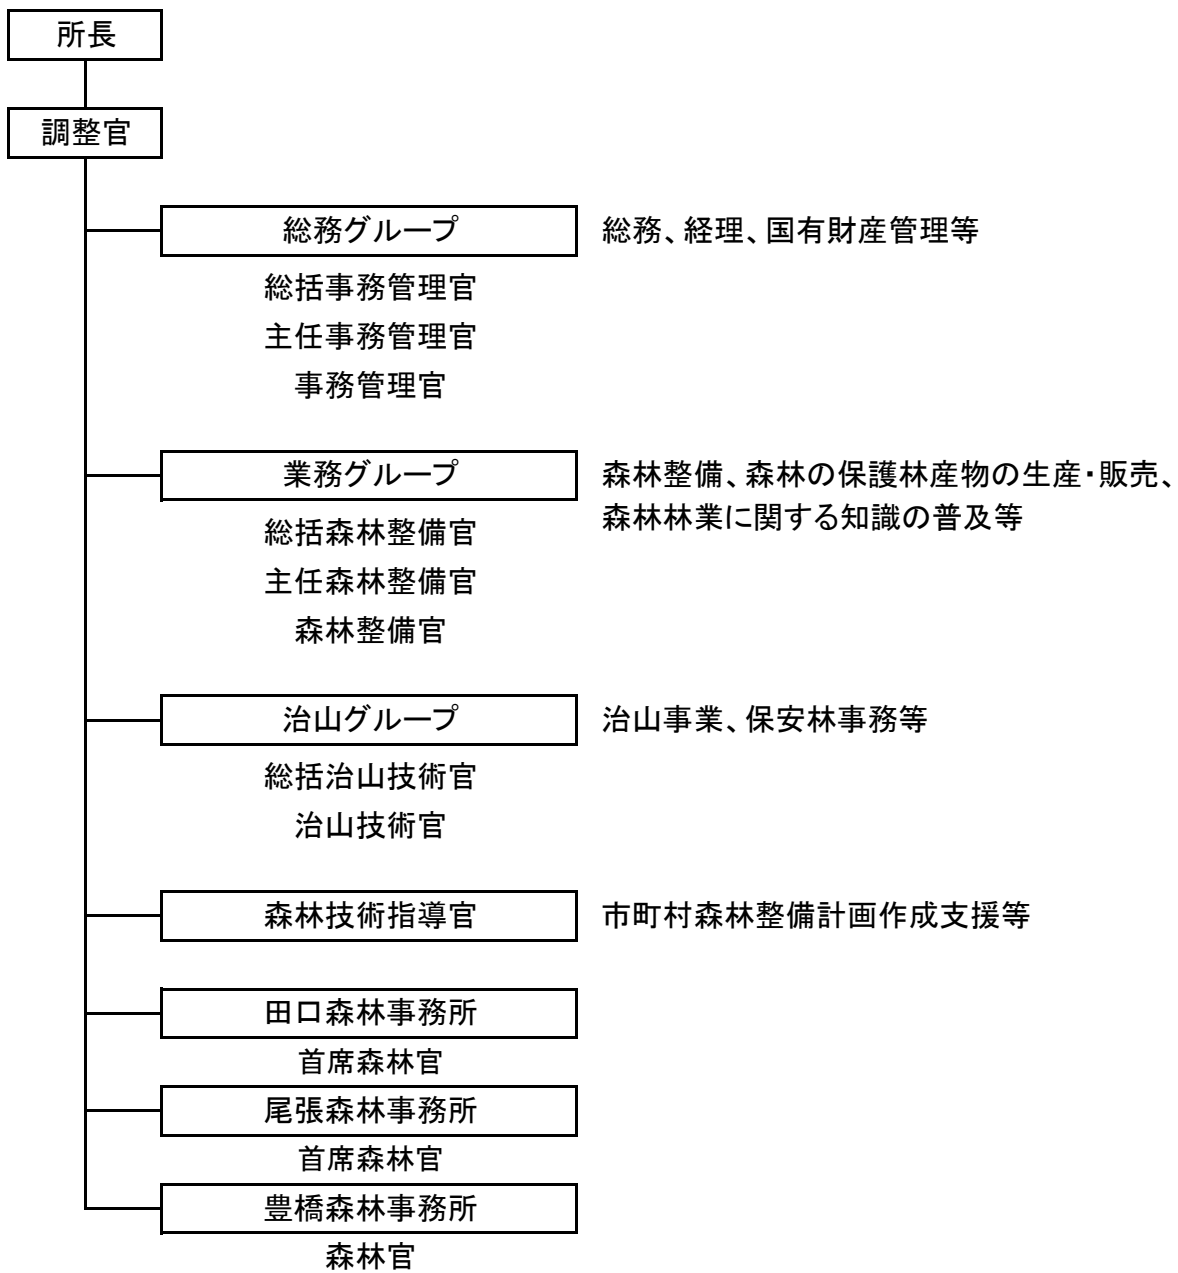 所長
調整官
総務グループ
総務、経理、国有財産管理等
総括事務管理官
主任事務管理官
事務管理官
業務グループ
森林整備、森林の保護林産物の生産・販売、
森林林業に関する知識の普及等
総括森林整備官
主任森林整備官
森林整備官
治山グループ
治山事業、保安林事務等
総括治山技術官
治山技術官
森林技術指導官
市町村森林整備計画作成支援等
田口森林事務所
首席森林官
尾張森林事務所
首席森林官
豊橋森林事務所
森林官